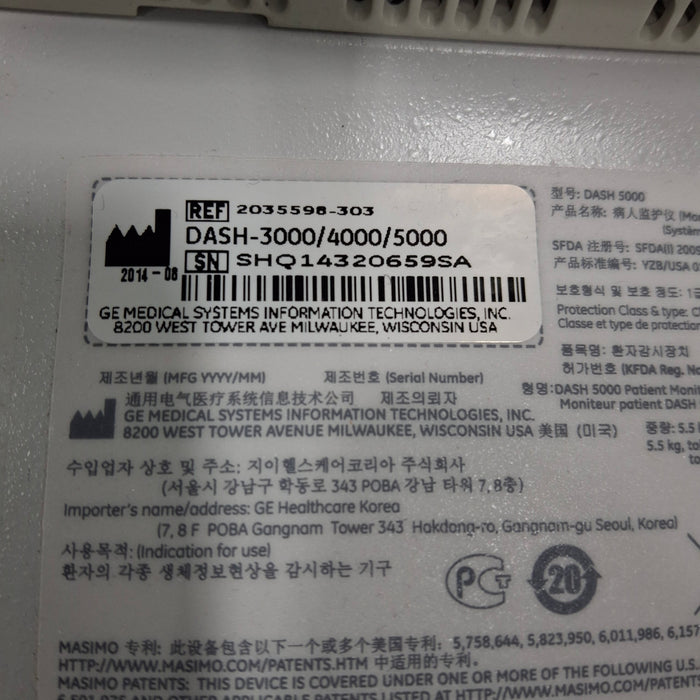 REF 2035598-303
DASH-3000/4000/5000
2014-08
SN SHQ14320659SA
GE MEDICAL SYSTEMS INFORMATION TECHNOLOGIES, INC.
8200 WEST TOWER AVE MILWAUKEE, WISCONSIN USA
型号: DASH 5000
产品名称: 病人监护仪
SFDA 注册号: SFDA(I) 2009
产品标准编号: YZB/USA
보호형식 및 보호 정도:
Protection Class & type:
Classe et type de protection
품목명: 환자감시장치
허가번호 (KFDA Reg. No
제조년월 (MFG YYYY/MM) 제조번호 (Serial Number)
형명:DASH 5000 Patient Monitor
Moniteur patient DASH
通用电气医疗系统信息技术公司 제조의뢰자
GE MEDICAL SYSTEMS INFORMATION TECHNOLOGIES, INC.
8200 WEST TOWER AVENUE MILWAUKEE, WISCONSIN USA 美国 (미국)
중량: 5.5
5.5 kg,
수입업자 상호 및 주소: 지이헬스케어코리아 주식회사
(서울시 강남구 학동로 343 POBA 강남 타워 7,8층)
Importer's name/address: GE Healthcare Korea
(7, 8 F POBA Gangnam Tower 343 Hakdong-ro, Gangnam-gu Seoul, Korea)
사용목적: (Indication for use)
환자의 각종 생체정보현상을 감시하는 기구
20
MASIMO 专利: 此设备包含以下一个或多个美国专利: 5,758,644, 5,823,950, 6,011,986, 6,157
HTTP://WWW.MASIMO.COM/PATENTS.HTM 中适用的专利.
MASIMO PATENTS: THIS DEVICE IS COVERED UNDER ONE OR MORE OF THE FOLLOWING U.S.